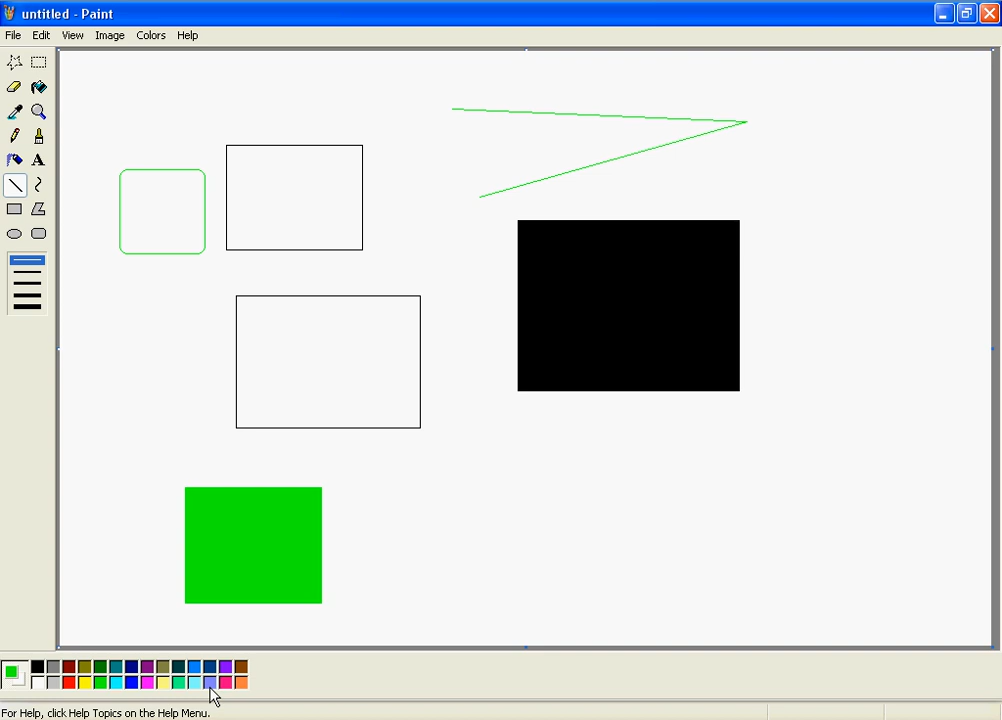 untitled - Paint
File Edit View Image Colors Help
A
For Help, click Help Topics on the Help Menu.